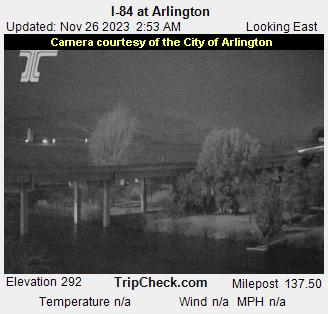 I-84 at Arlington
Updated: Nov 26 2023 2:53 AM Looking East
Camera courtesy of the City of Arlington
Elevation 292 TripCheck.com Milepost 137.50
Temperature n/a Wind n/a MPH n/a